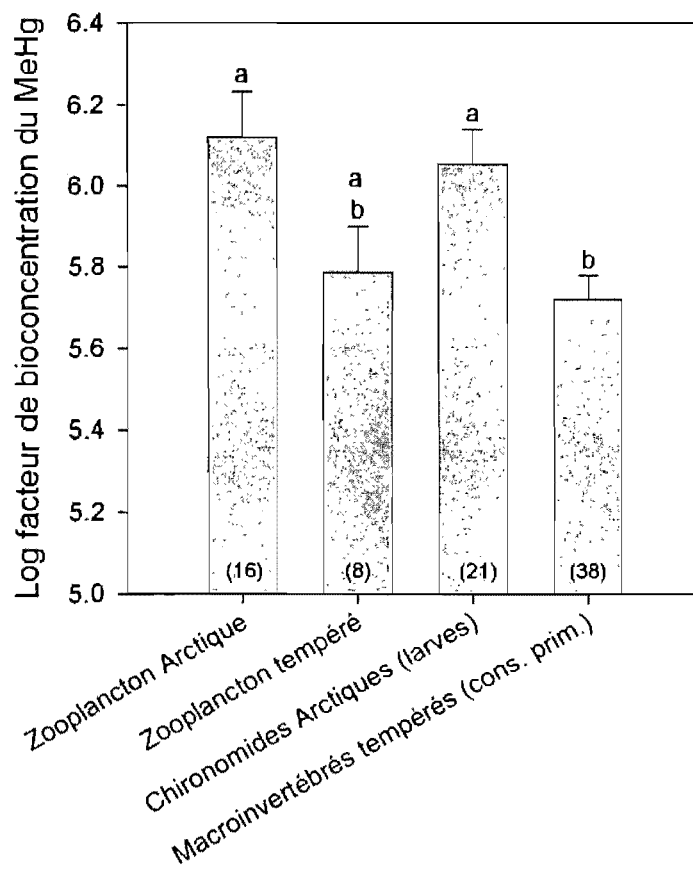 Log facteur de bioconcentration du MeHg
6.4
6.2
6.0
5.8
5.6
5.4
5.2
5.0
a
a
b
a
b
(16)
(8)
(21)
(38)
Zooplancton Arctique
Zooplancton tempéré
Chironomides Arctiques (larves)
Macroinvertébrés tempérés (cons. prim.)